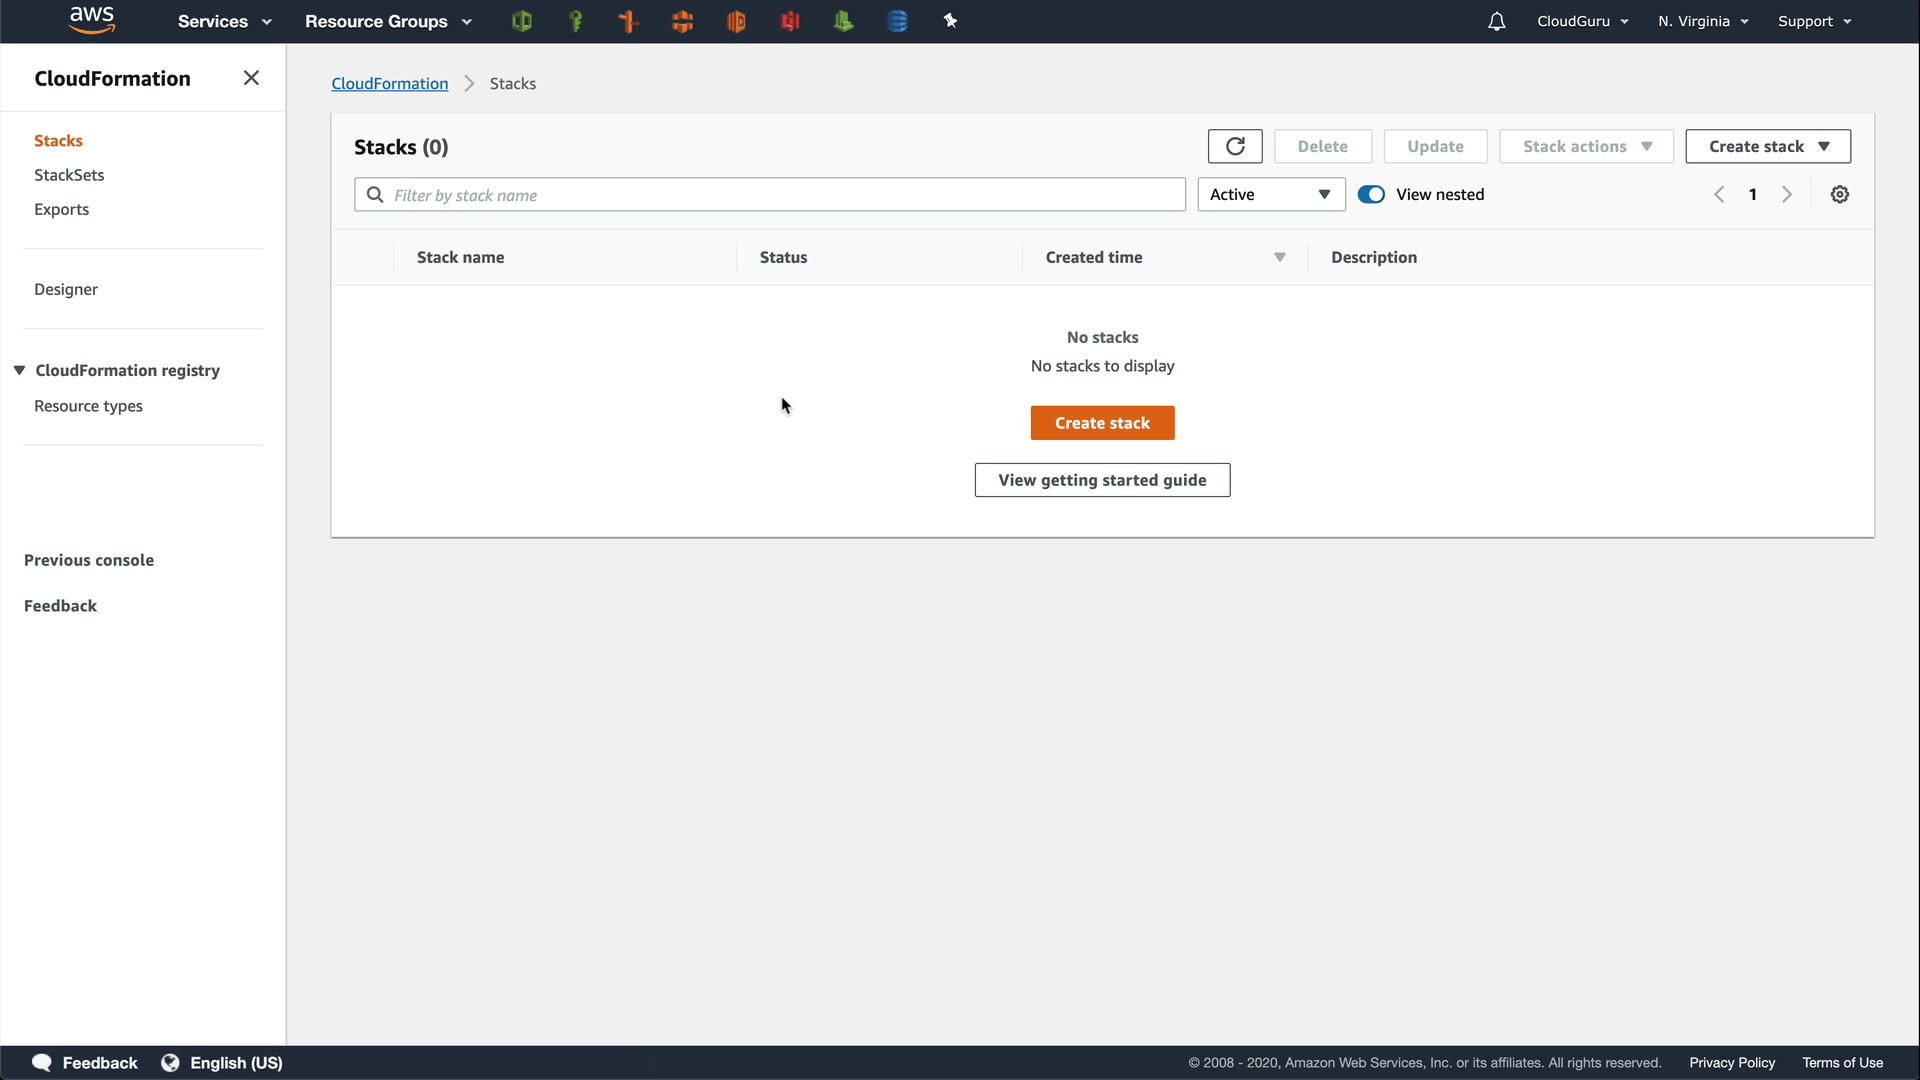 aws
Services
Resource Groups
CloudGuru
N. Virginia
Support
CloudFormation
Stacks
StackSets
Exports
Designer
CloudFormation registry
Resource types
Previous console
Feedback
CloudFormation
Stacks
Stacks (0)
Delete
Update
Stack actions
Create stack
Filter by stack name
Active
View nested
1
Stack name
Status
Created time
Description
No stacks
No stacks to display
Create stack
View getting started guide
Feedback
English (US)
© 2008 - 2020, Amazon Web Services, Inc. or its affiliates. All rights reserved.
Privacy Policy
Terms of Use